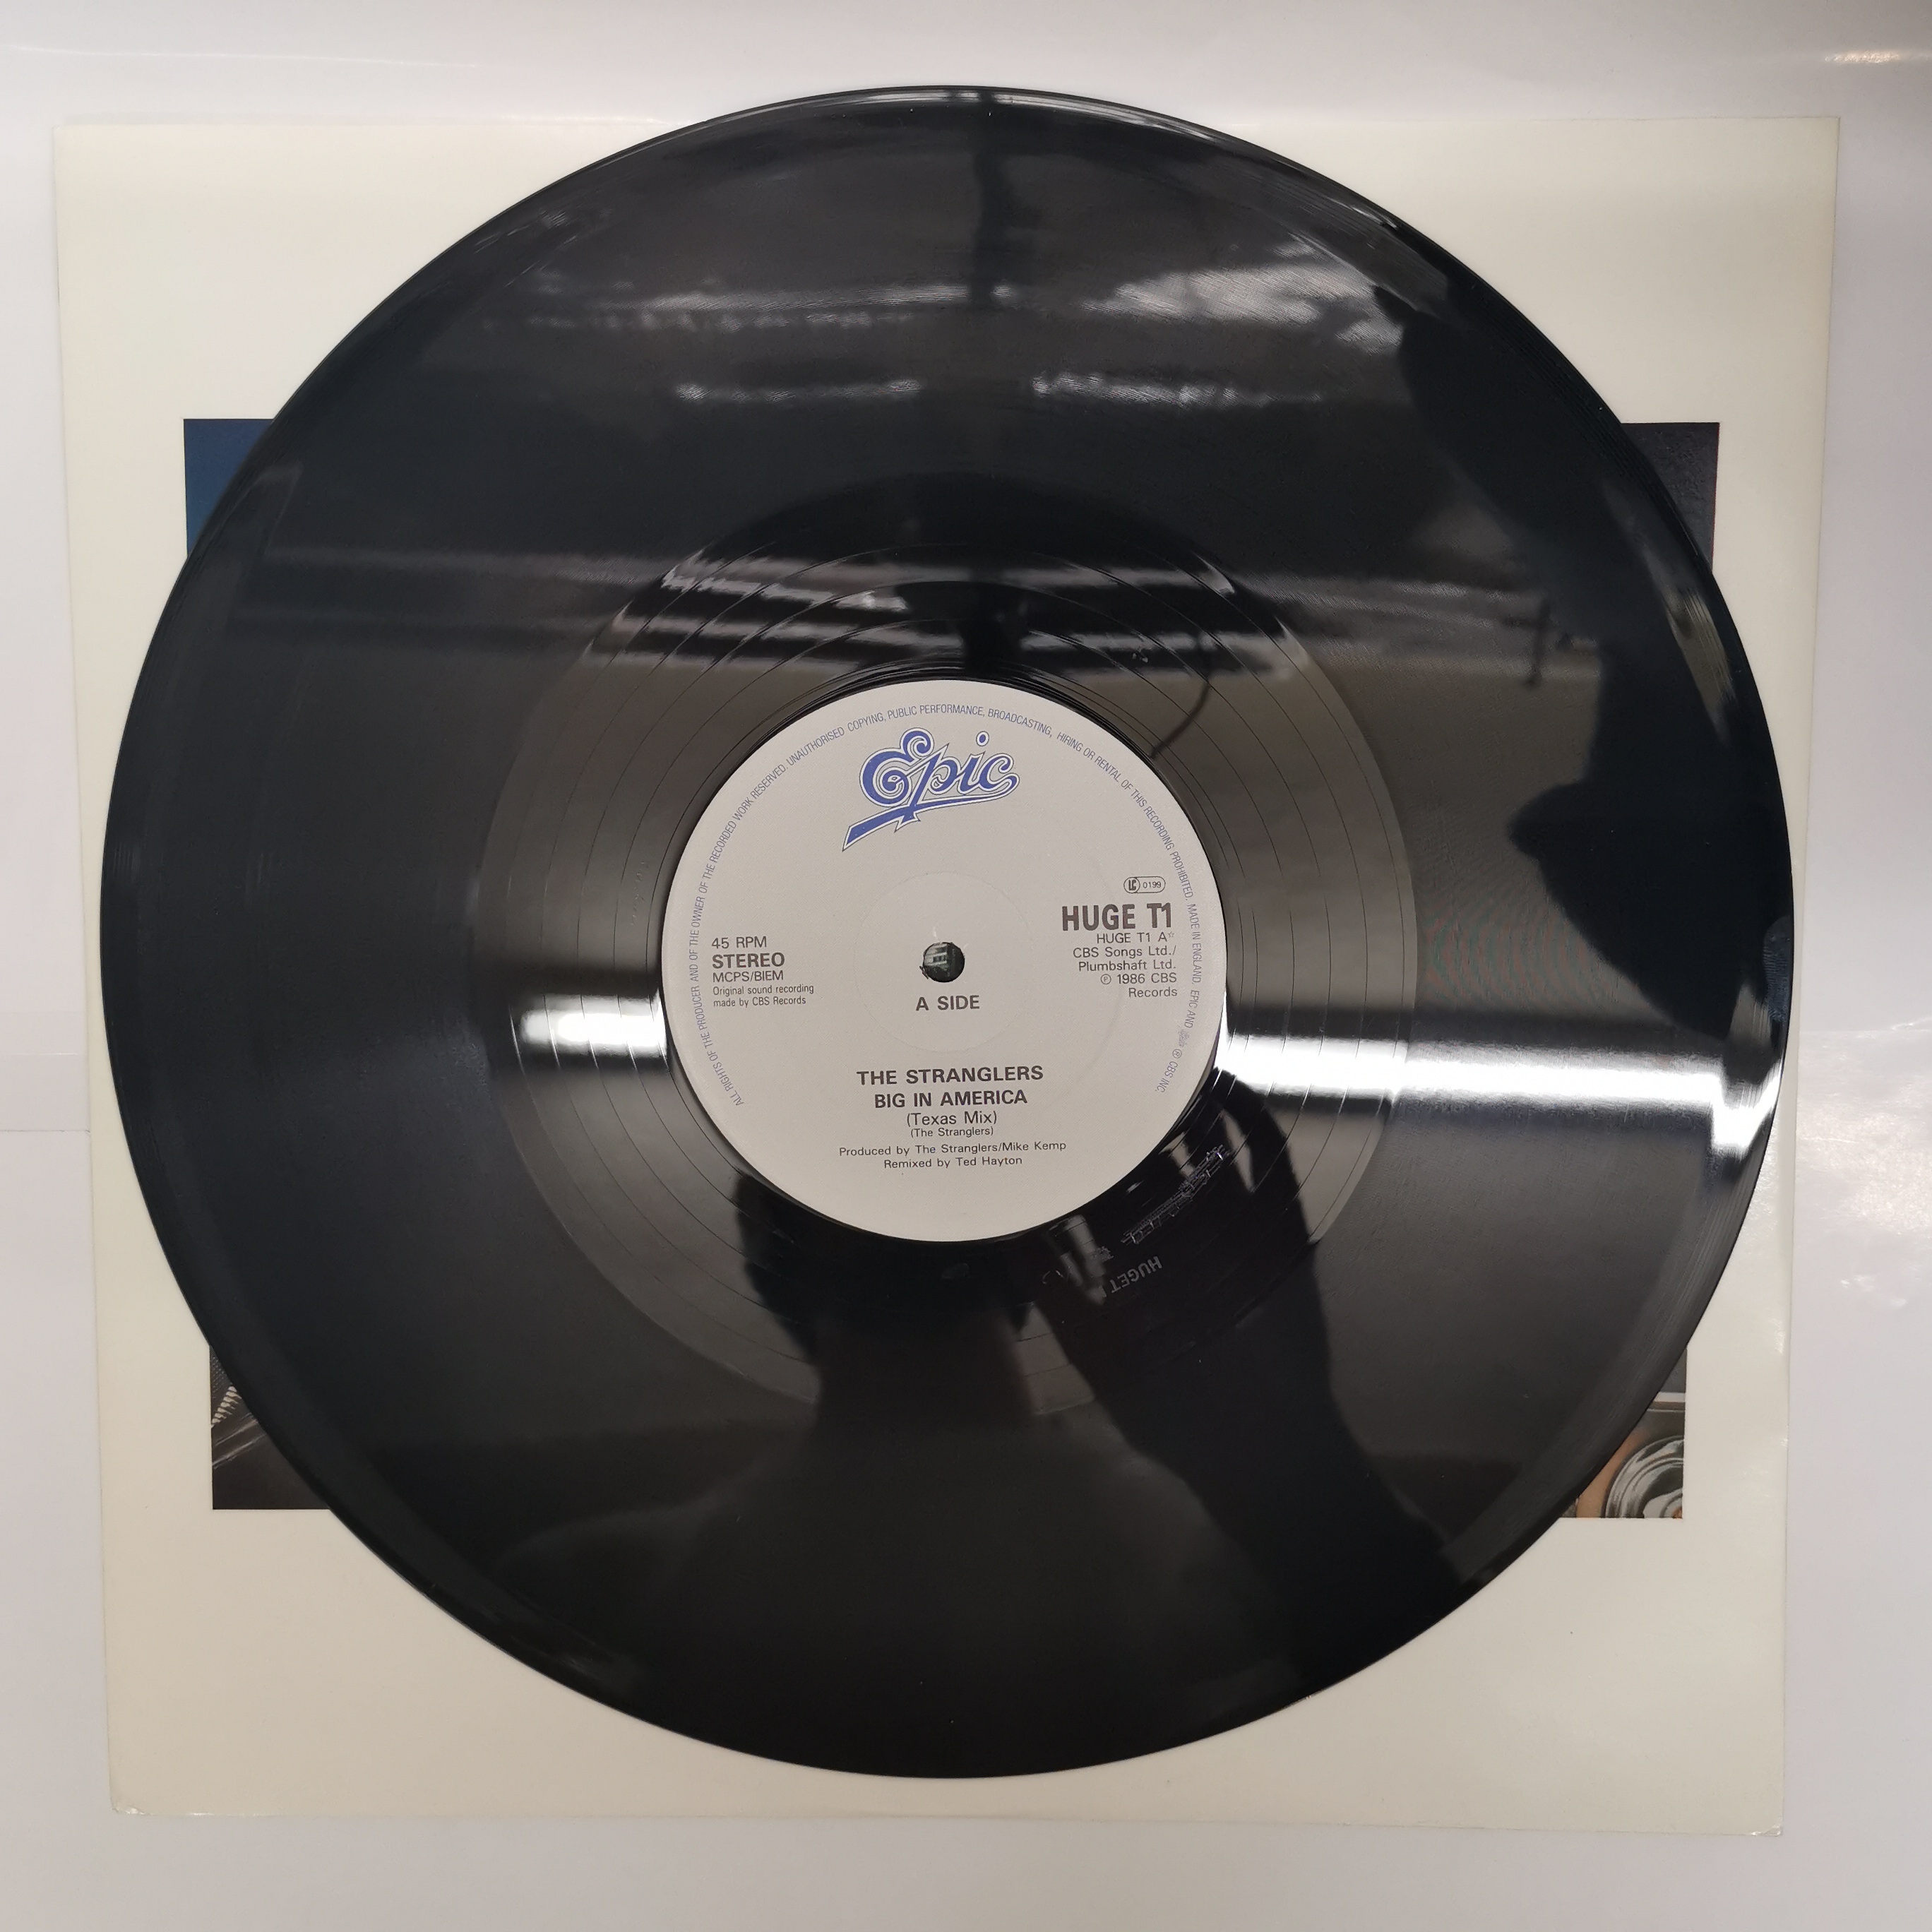 ALL RIGHTS OF THE PRODUCER AND OF THE OWNER OF THE RECORDED WORK RESERVED. UNAUTHORISED COPYING, PUBLIC PERFORMANCE, BROADCASTING, HIRING OR RENTAL OF THIS RECORDING PROHIBITED. MADE IN ENGLAND. EPIC AND © CBS INC.
Epic
LC 0199
HUGE T1
HUGE T1 A☆
CBS Songs Ltd./
Plumbshaft Ltd.
℗ 1986 CBS
Records
45 RPM
STEREO
MCPS/BIEM
Original sound recording
made by CBS Records
A SIDE
THE STRANGLERS
BIG IN AMERICA
(Texas Mix)
(The Stranglers)
Produced by The Stranglers/Mike Kemp
Remixed by Ted Hayton
HUGET